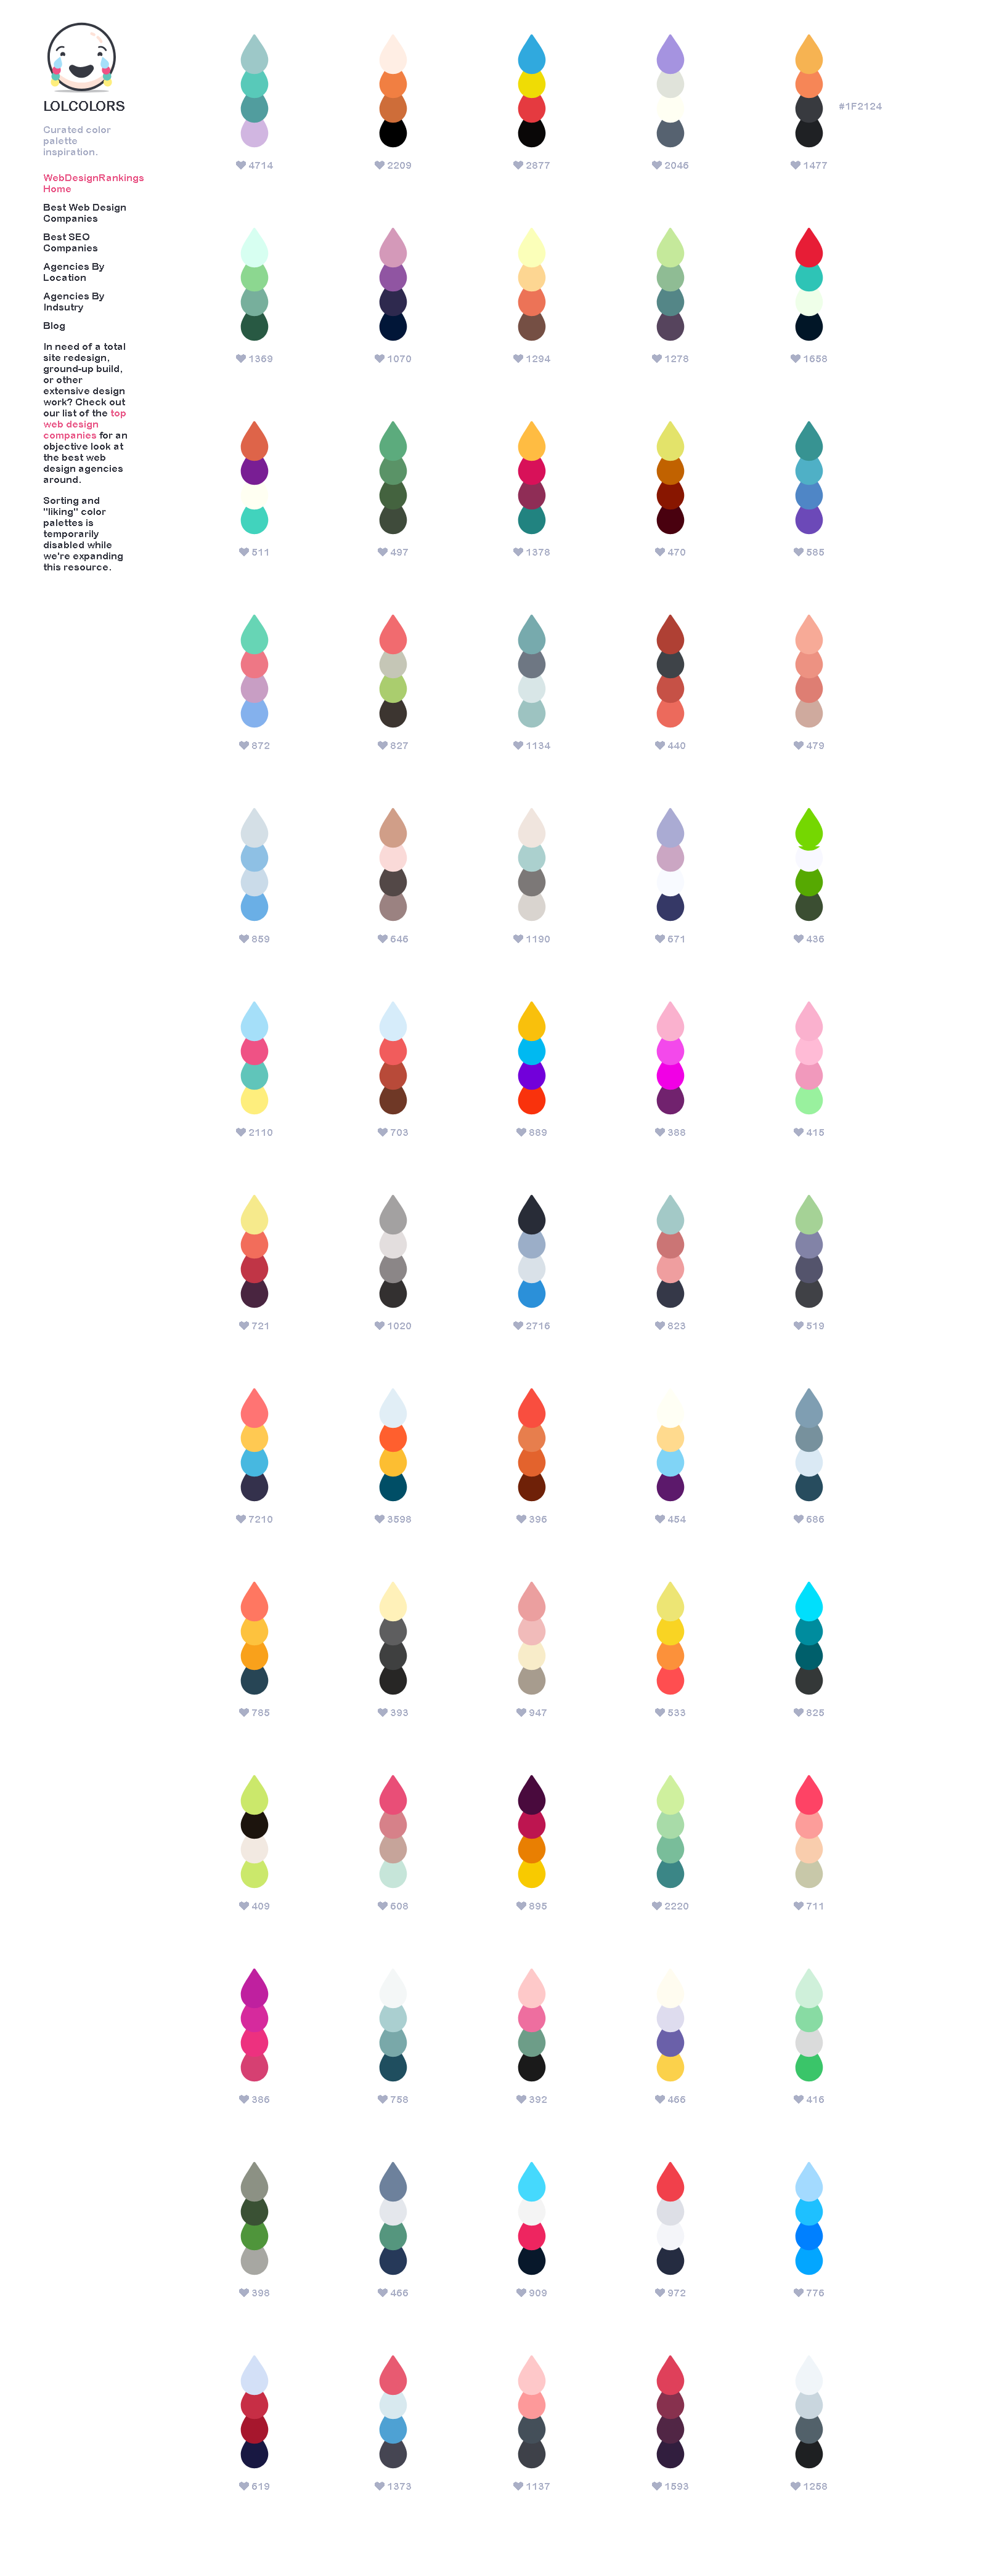 LOLCOLORS
Curated color
palette
inspiration.
WebDesignRankings
Home
Best Web Design
Companies
Best SEO
Companies
Agencies By
Location
Agencies By
Indsutry
Blog
In need of a total
site redesign,
ground-up build,
or other
extensive design
work? Check out
our list of the top
web design
companies for an
objective look at
the best web
design agencies
around.
Sorting and
"liking" color
palettes is
temporarily
disabled while
we're expanding
this resource.
#1F2124
4714 2209 2877 2046 1477
1369 1070 1294 1278 1658
511 497 1378 470 585
872 827 1134 440 479
859 646 1190 671 436
2110 703 889 388 415
721 1020 2716 823 519
7210 3598 396 454 686
785 393 947 533 825
409 608 895 2220 711
386 758 392 466 416
398 466 909 972 776
619 1373 1137 1593 1258